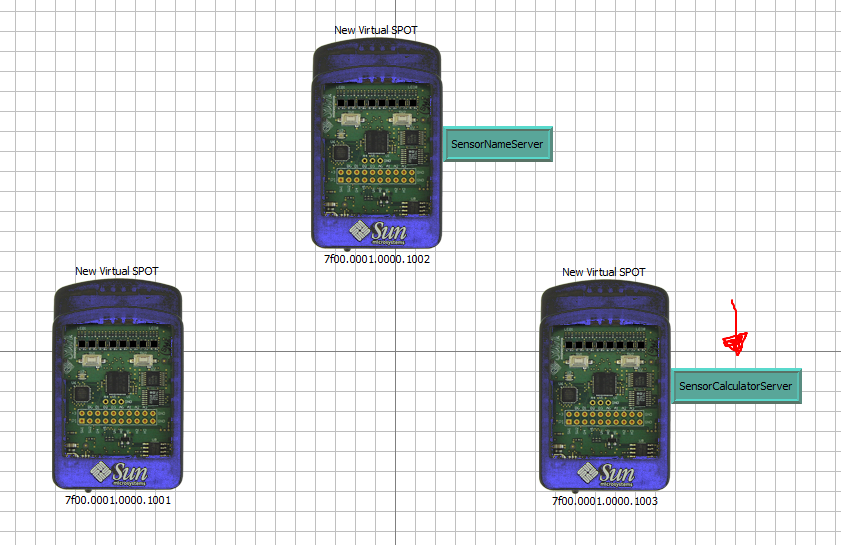 New Virtual SPOT
SensorNameServer
Sun
microsystems
7f00.0001.0000.1002
New Virtual SPOT
Sun
microsystems
7f00.0001.0000.1001
New Virtual SPOT
SensorCalculatorServer
Sun
microsystems
7f00.0001.0000.1003